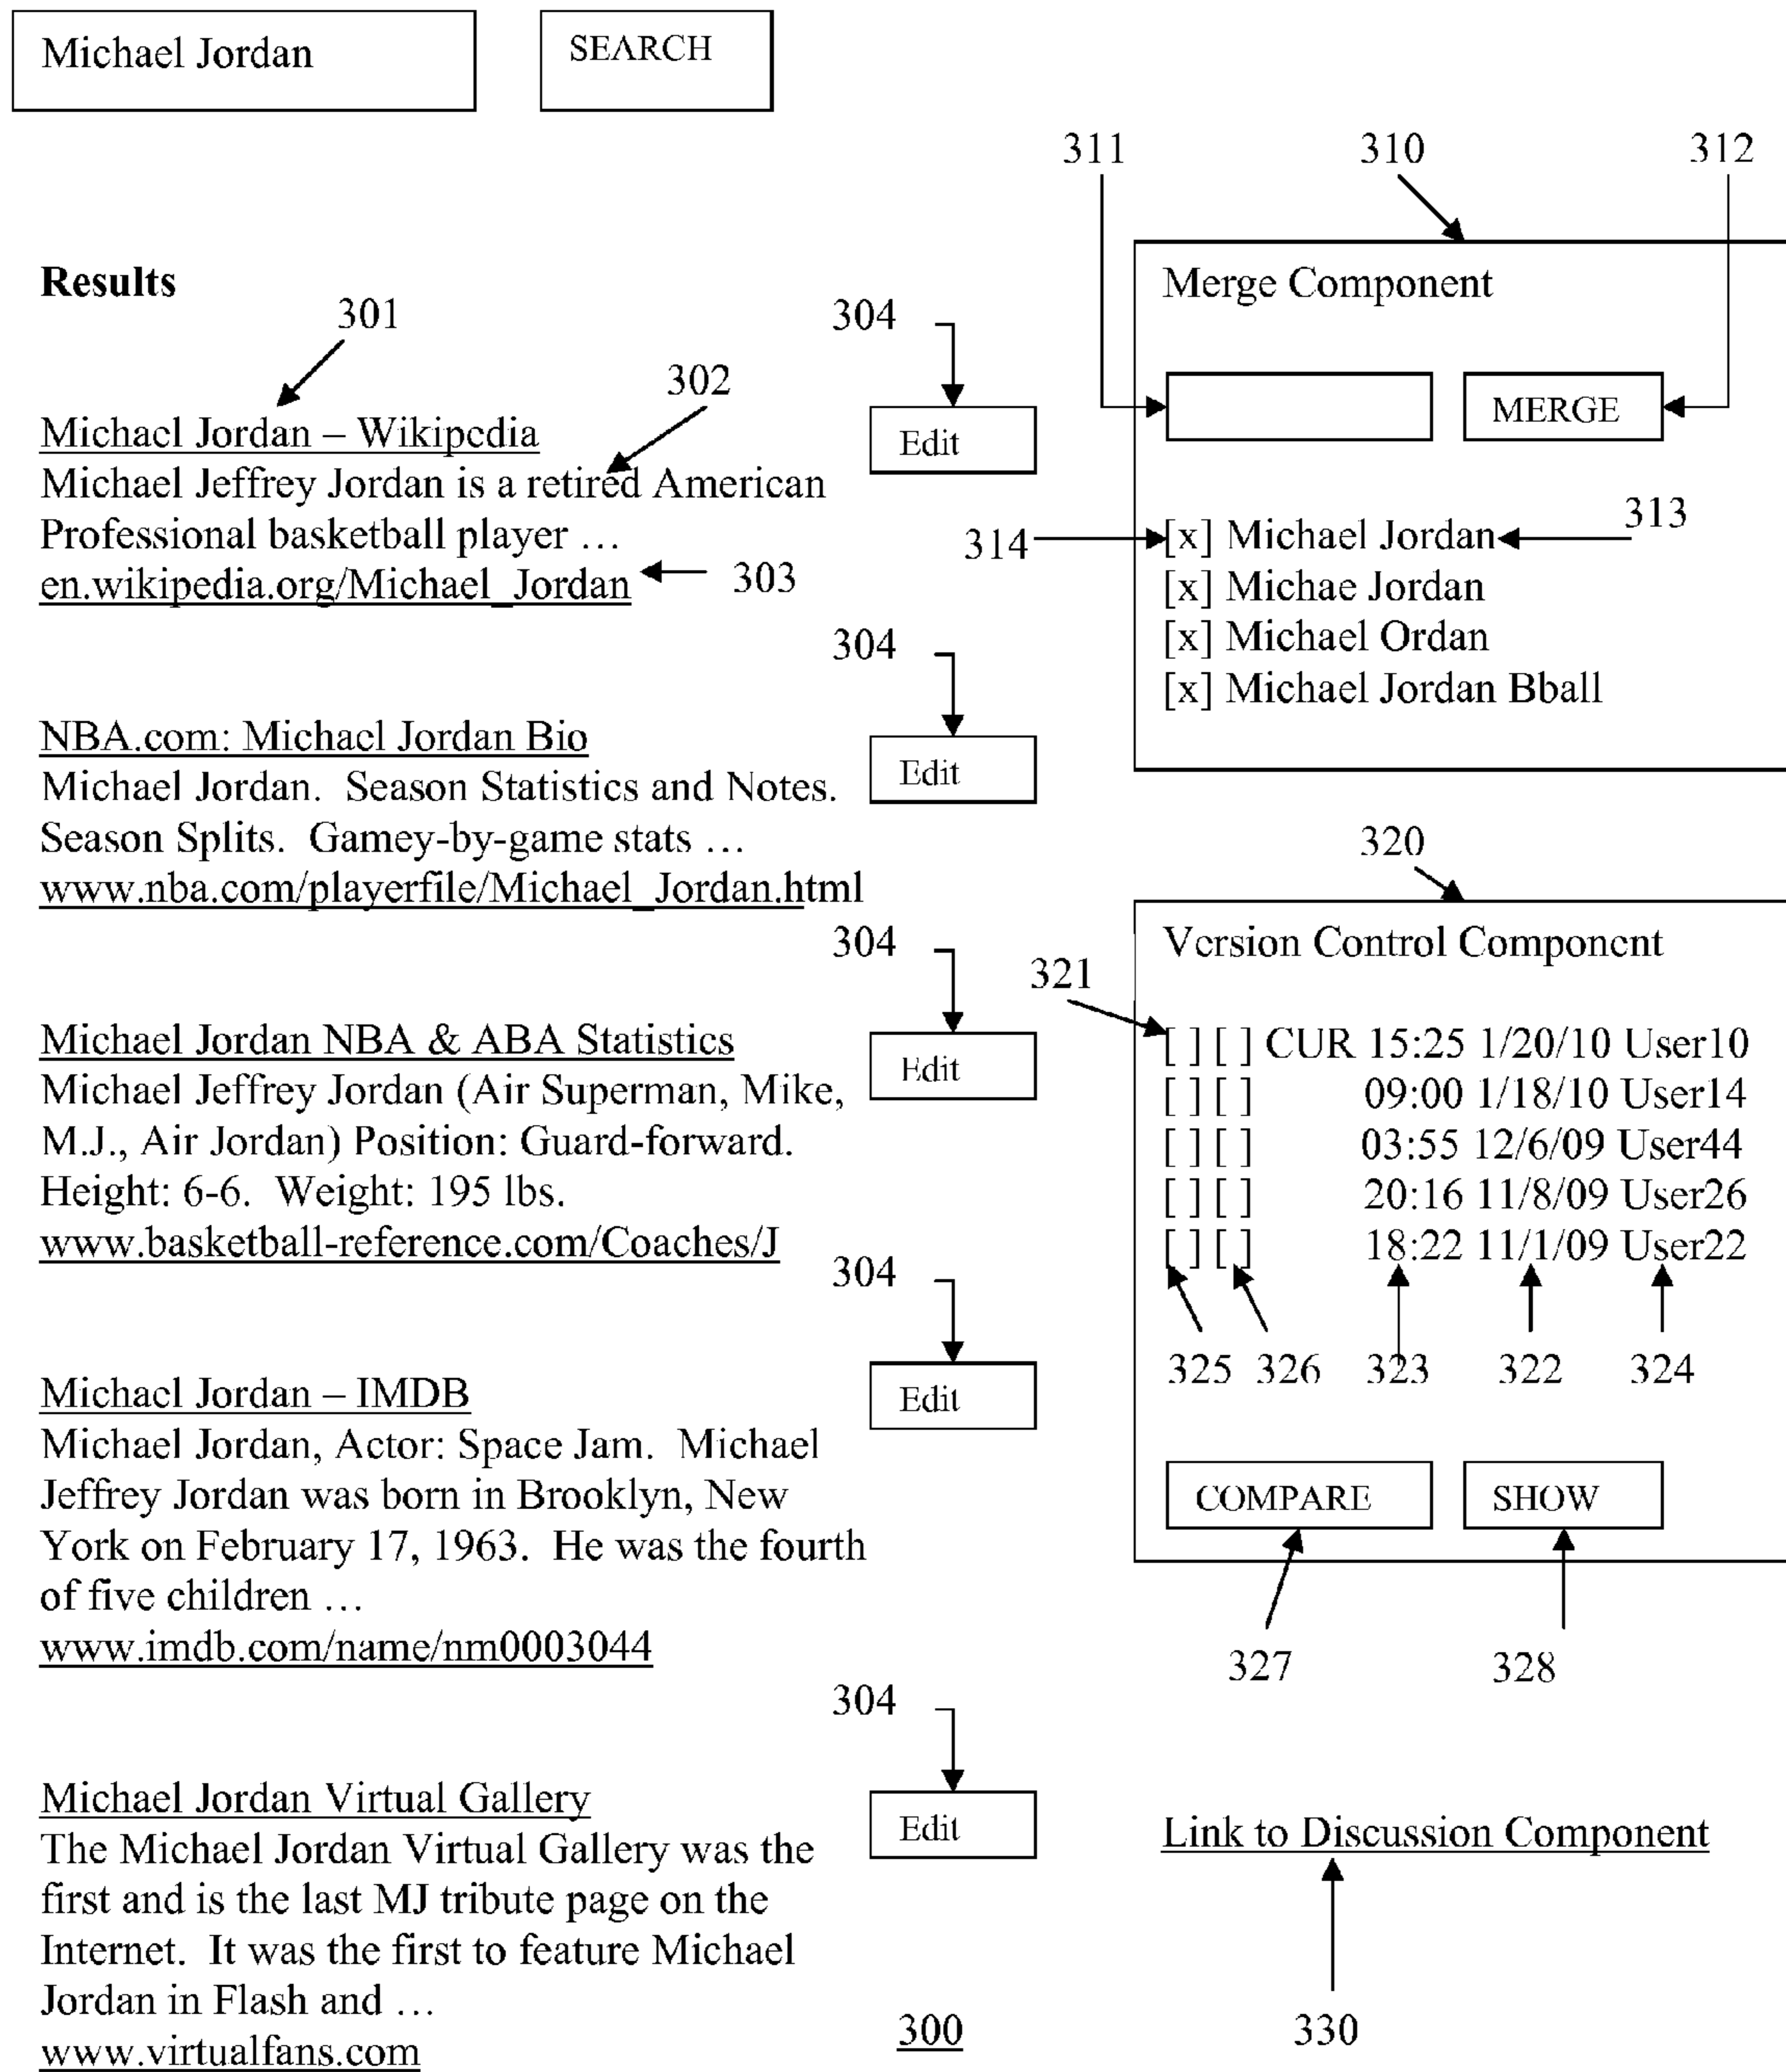 Michael Jordan
SEARCH
311
310
312
Results
301
302
303
304
Michael Jordan – Wikipedia
Michael Jeffrey Jordan is a retired American
Professional basketball player …
en.wikipedia.org/Michael_Jordan
Edit
304
NBA.com: Michael Jordan Bio
Michael Jordan. Season Statistics and Notes.
Season Splits. Gamey-by-game stats …
www.nba.com/playerfile/Michael_Jordan.html
Edit
304
Michael Jordan NBA & ABA Statistics
Michael Jeffrey Jordan (Air Superman, Mike,
M.J., Air Jordan) Position: Guard-forward.
Height: 6-6. Weight: 195 lbs.
www.basketball-reference.com/Coaches/J
Edit
304
Michael Jordan – IMDB
Michael Jordan, Actor: Space Jam. Michael
Jeffrey Jordan was born in Brooklyn, New
York on February 17, 1963. He was the fourth
of five children …
www.imdb.com/name/nm0003044
Edit
304
Michael Jordan Virtual Gallery
The Michael Jordan Virtual Gallery was the
first and is the last MJ tribute page on the
Internet. It was the first to feature Michael
Jordan in Flash and …
www.virtualfans.com
Edit
Merge Component
MERGE
314
313
[x] Michael Jordan
[x] Michae Jordan
[x] Michael Ordan
[x] Michael Jordan Bball
320
Version Control Component
321
[ ] [ ] CUR 15:25 1/20/10 User10
[ ] [ ] 09:00 1/18/10 User14
[ ] [ ] 03:55 12/6/09 User44
[ ] [ ] 20:16 11/8/09 User26
[ ] [ ] 18:22 11/1/09 User22
325 326 323 322 324
COMPARE
SHOW
327
328
Link to Discussion Component
330
300